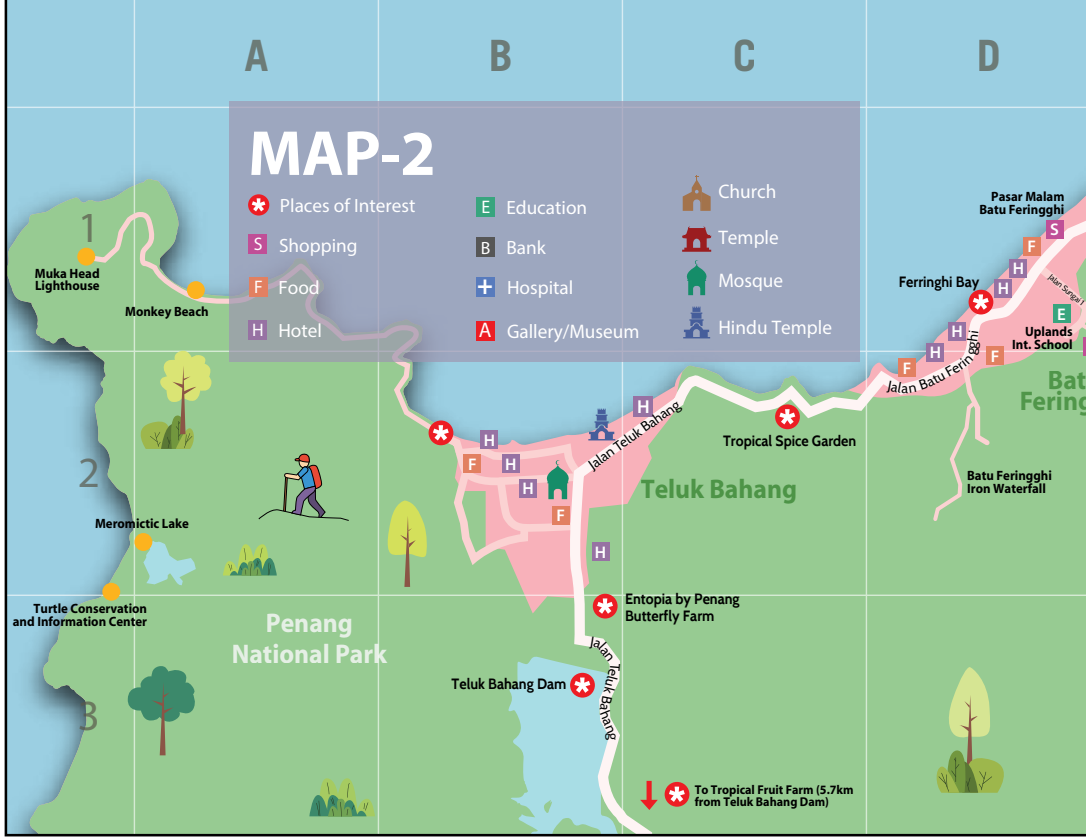 A
B
C
D
MAP-2
Places of Interest
S Shopping
F Food
H Hotel
E Education
B Bank
Hospital
A Gallery/Museum
Church
Temple
Mosque
Hindu Temple
1
Muka Head
Lighthouse
Monkey Beach
Pasar Malam
Batu Feringghi
S
F
H
H
Ferringhi Bay
Jalan Sungai
E
Uplands
Int. School
H
H
F
F
Jalan Batu Feringghi
2
H
Jalan Teluk Bahang
Tropical Spice Garden
H
F
H
H
F
H
Teluk Bahang
Batu Feringghi
Iron Waterfall
Meromictic Lake
Turtle Conservation
and Information Center
Entopia by Penang
Butterfly Farm
Penang
National Park
Jalan Teluk Bahang
Teluk Bahang Dam
3
To Tropical Fruit Farm (5.7km
from Teluk Bahang Dam)